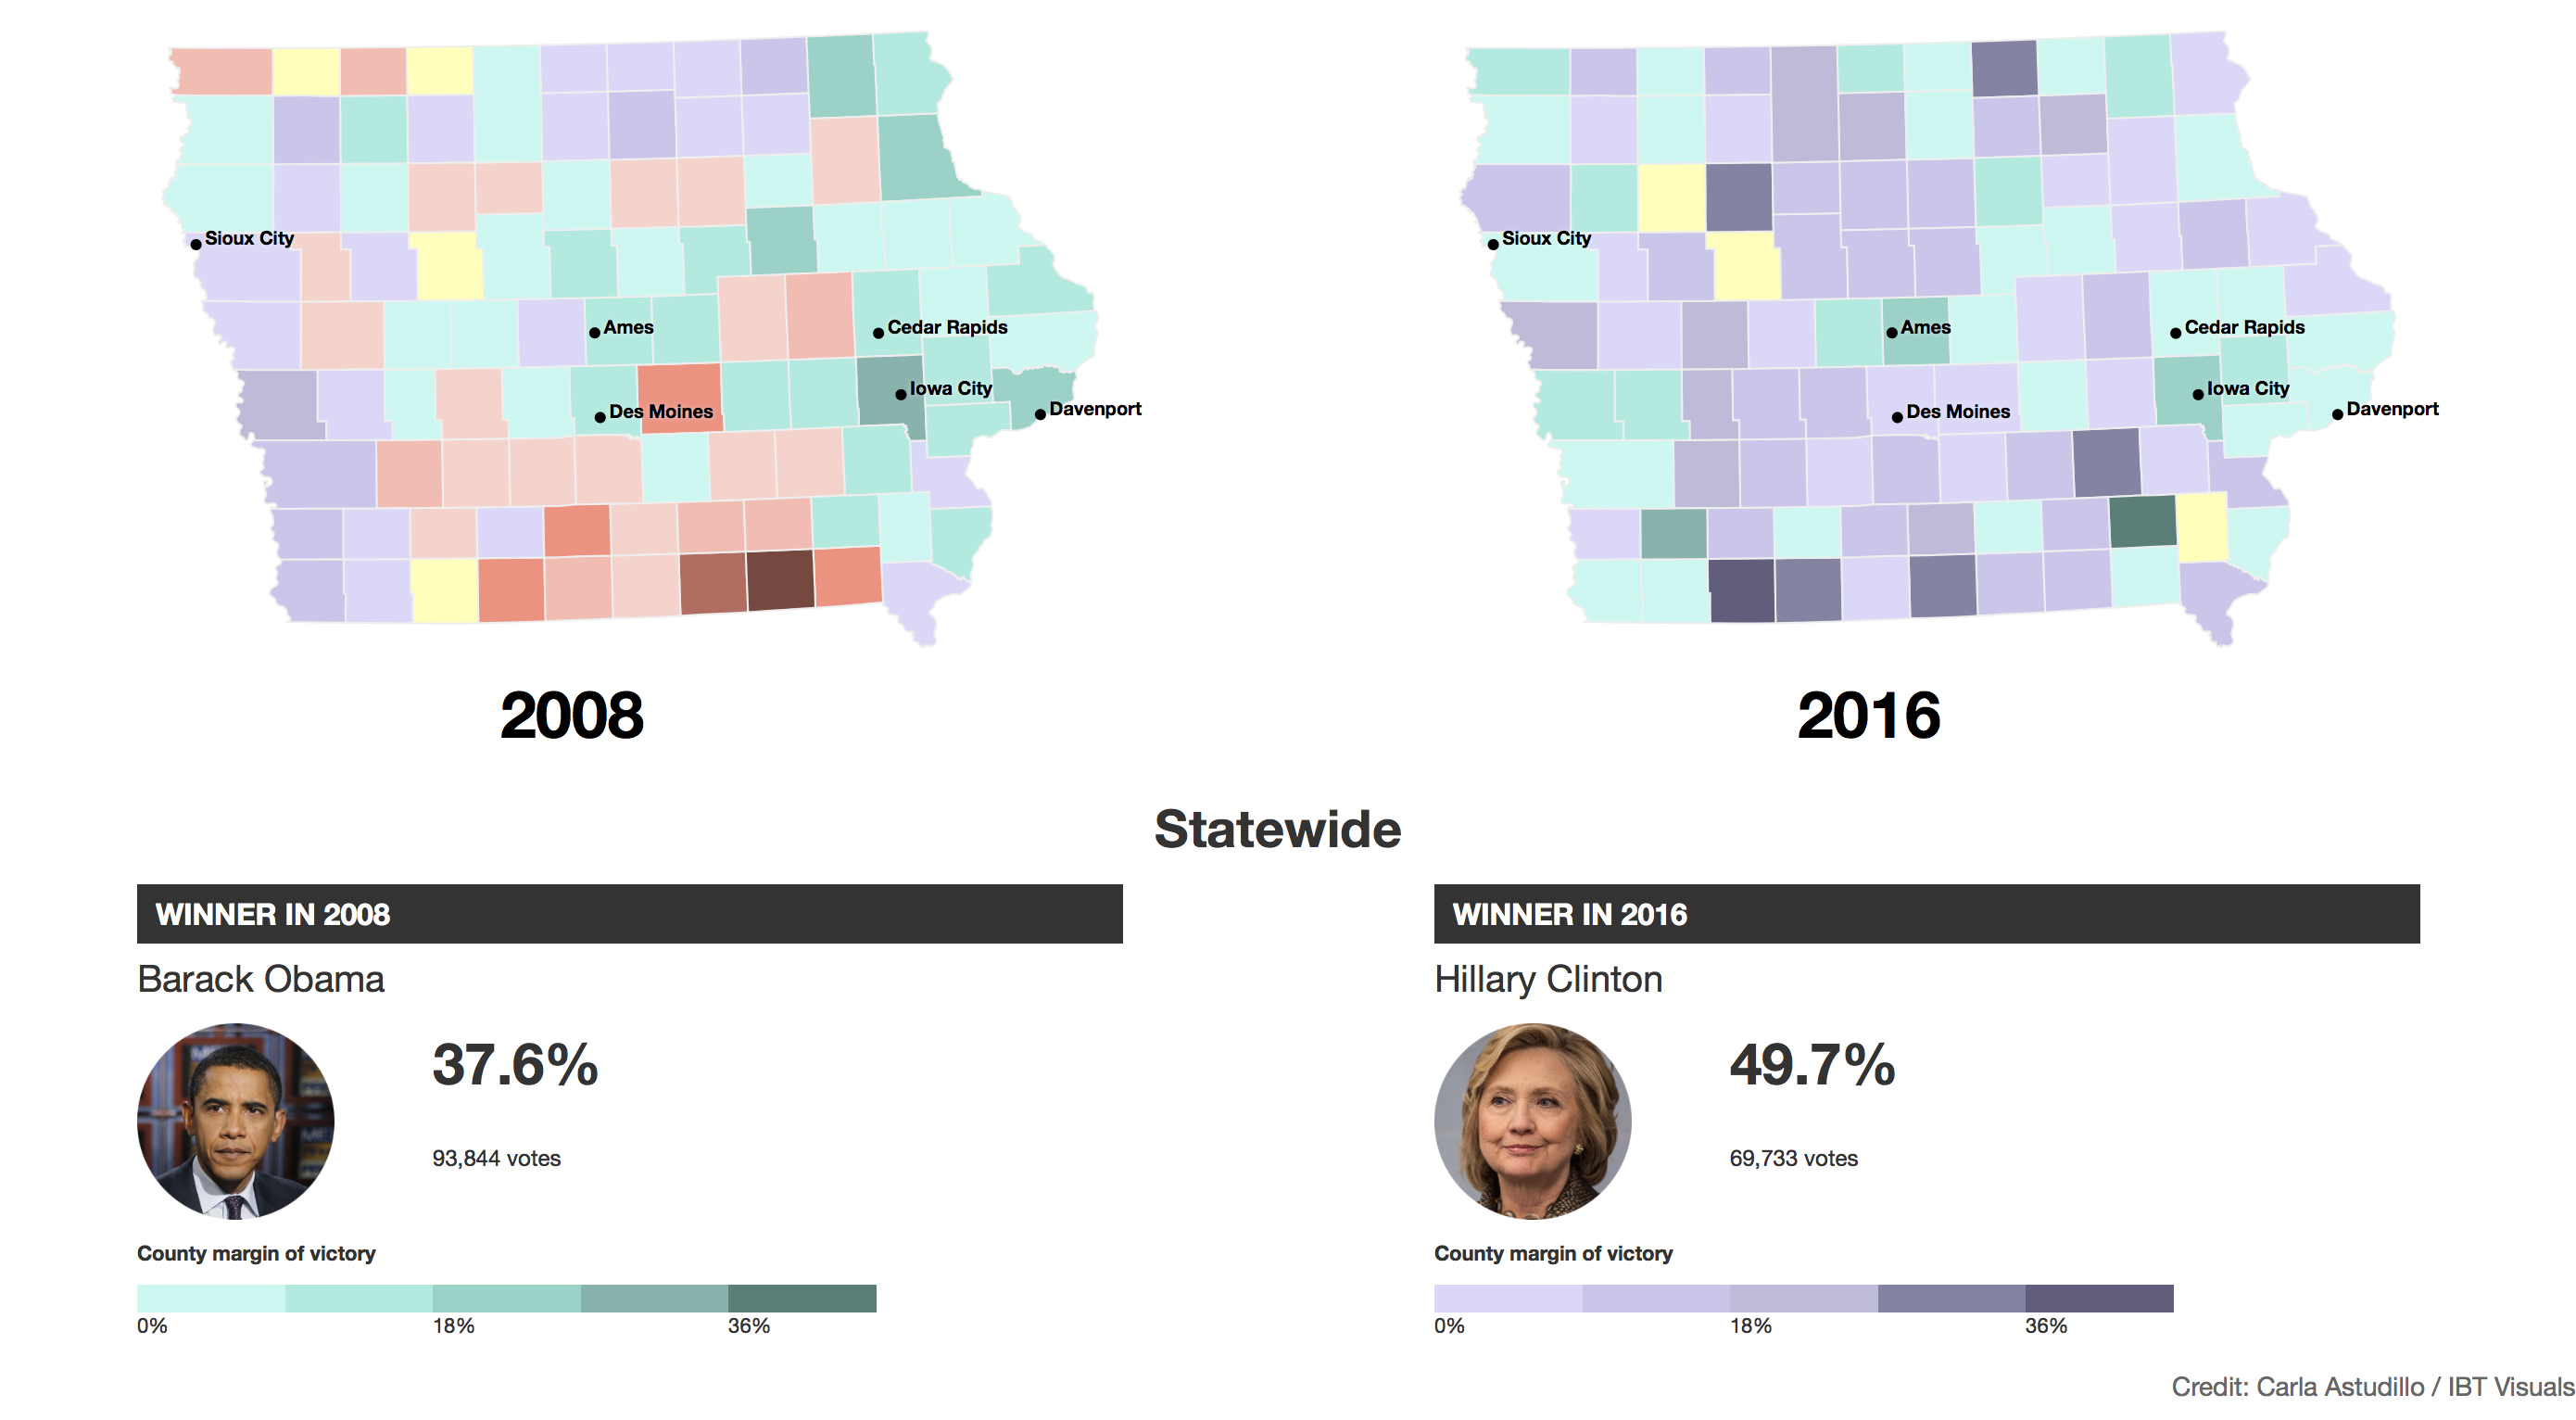 Sioux City
Ames
Cedar Rapids
Iowa City
Des Moines
Davenport
2008
Sioux City
Ames
Cedar Rapids
Iowa City
Des Moines
Davenport
2016
Statewide
WINNER IN 2008
Barack Obama
37.6%
93,844 votes
County margin of victory
0% 18% 36%
WINNER IN 2016
Hillary Clinton
49.7%
69,733 votes
County margin of victory
0% 18% 36%
Credit: Carla Astudillo / IBT Visuals